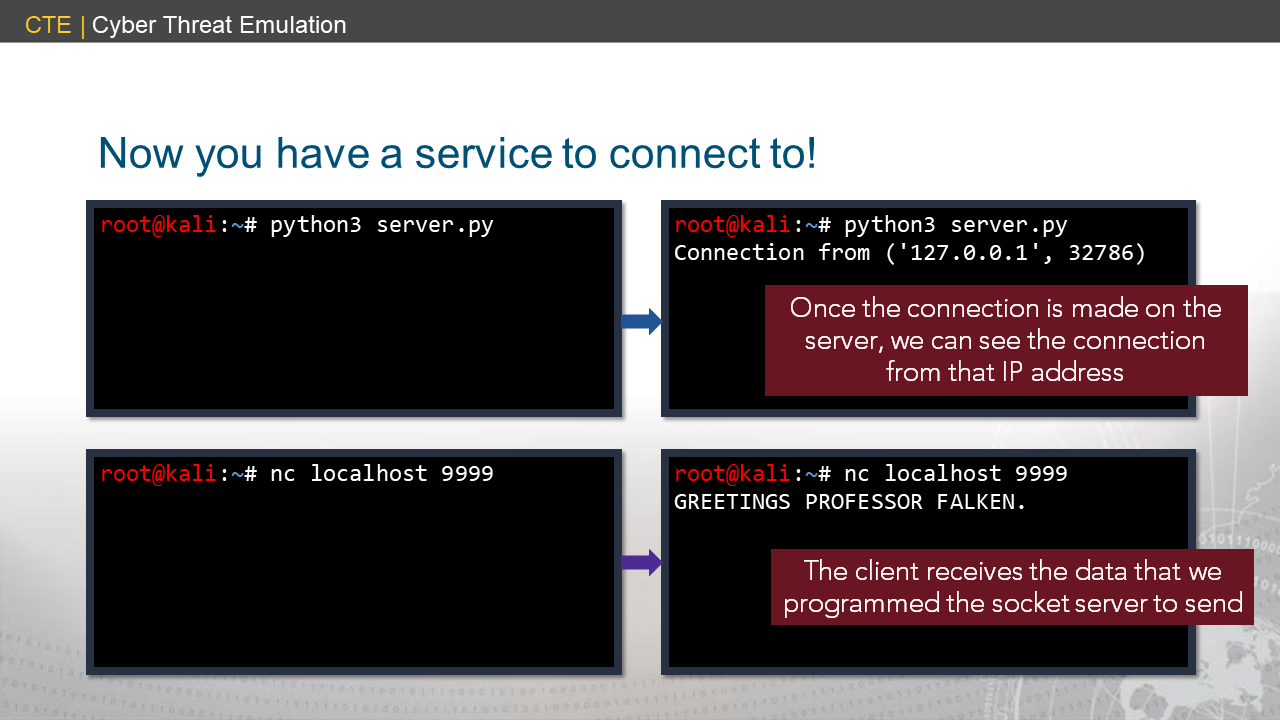 CTE | Cyber Threat Emulation
Now you have a service to connect to!
root@kali:~# python3 server.py
root@kali:~# python3 server.py
Connection from ('127.0.0.1', 32786)
Once the connection is made on the
server, we can see the connection
from that IP address
root@kali:~# nc localhost 9999
root@kali:~# nc localhost 9999
GREETINGS PROFESSOR FALKEN.
The client receives the data that we
programmed the socket server to send